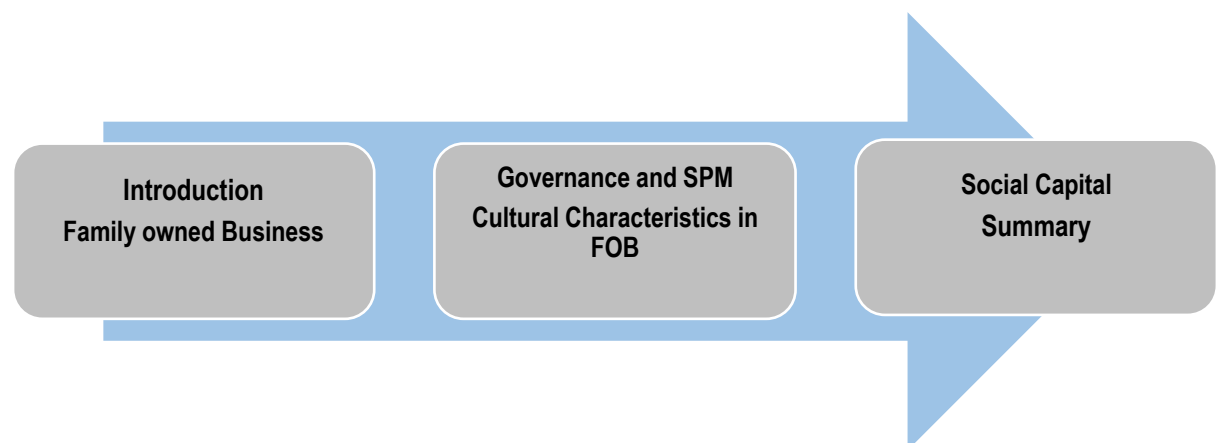 Introduction
Family owned Business
Governance and SPM
Cultural Characteristics in
FOB
Social Capital
Summary